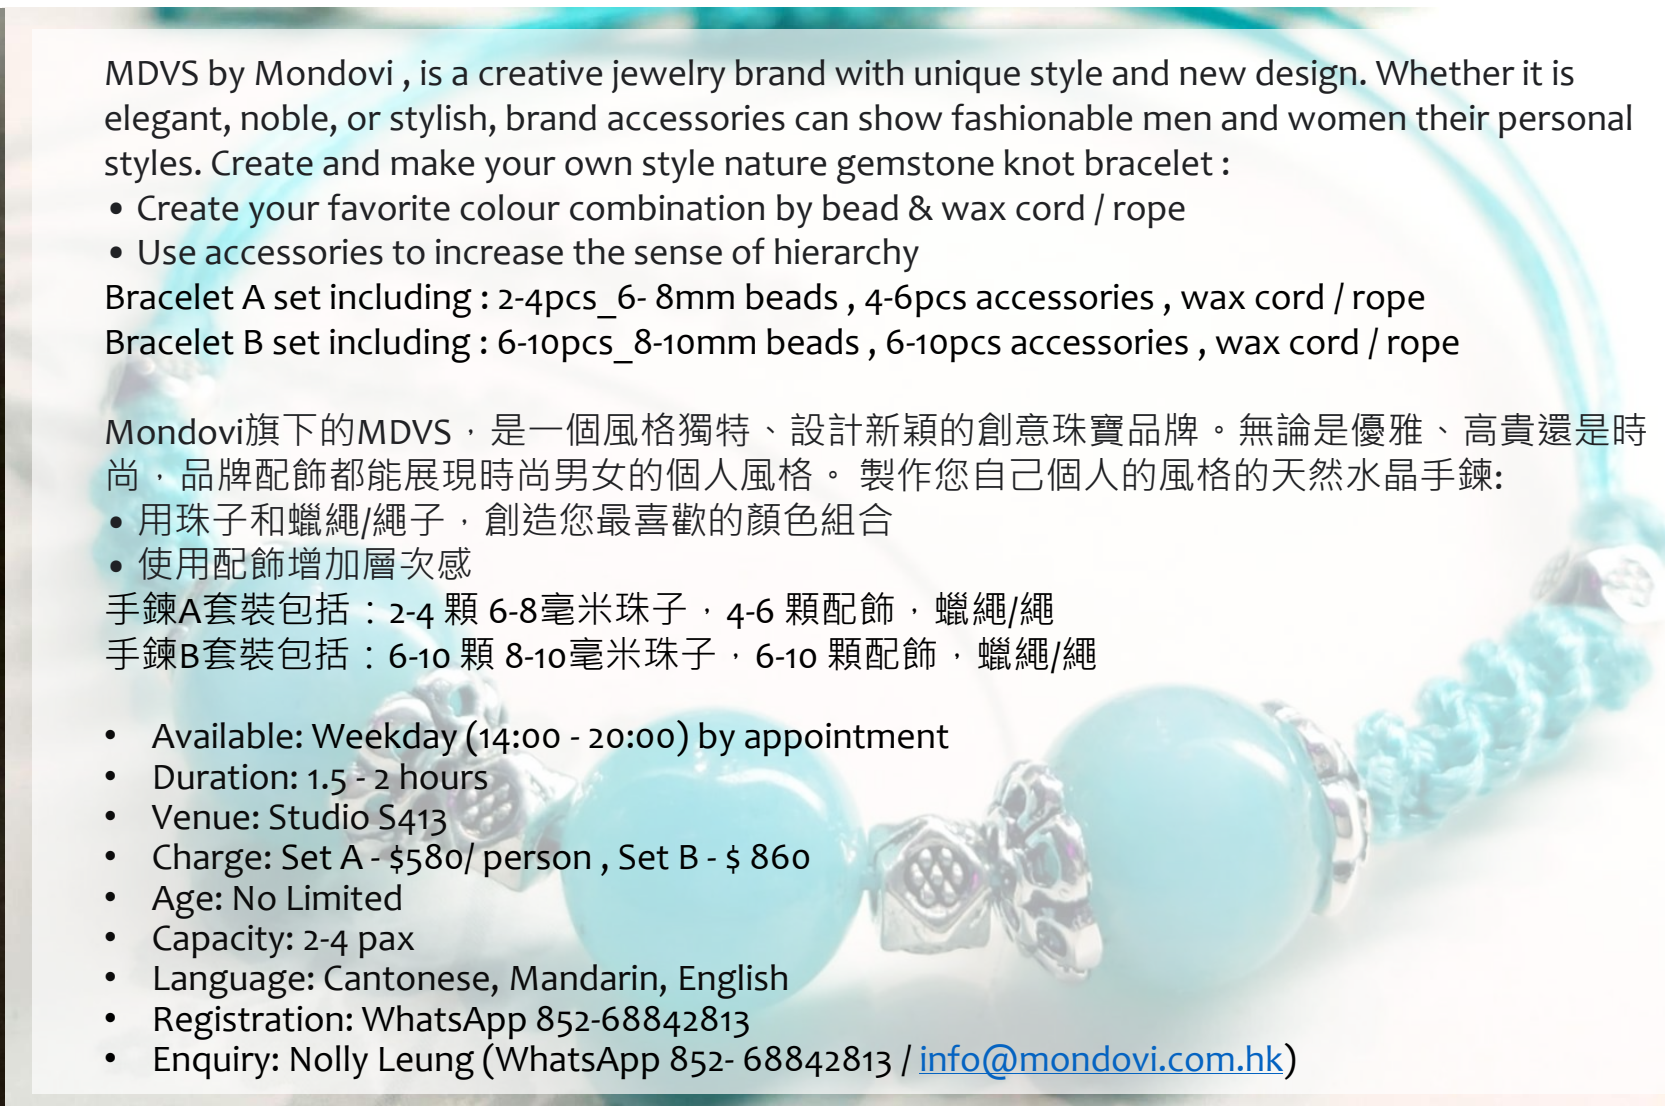 MDVS by Mondovi , is a creative jewelry brand with unique style and new design. Whether it is
elegant, noble, or stylish, brand accessories can show fashionable men and women their personal
styles. Create and make your own style nature gemstone knot bracelet :
• Create your favorite colour combination by bead & wax cord / rope
• Use accessories to increase the sense of hierarchy
Bracelet A set including : 2-4pcs_6- 8mm beads , 4-6pcs accessories , wax cord / rope
Bracelet B set including : 6-10pcs_8-10mm beads , 6-10pcs accessories , wax cord / rope
Mondovi旗下的MDVS，是一個風格獨特、設計新穎的創意珠寶品牌。無論是優雅、高貴還是時
尚，品牌配飾都能展現時尚男女的個人風格。 製作您自己個人的風格的天然水晶手鍊:
• 用珠子和蠟繩/繩子，創造您最喜歡的顏色組合
• 使用配飾增加層次感
手鍊A套裝包括：2-4 顆 6-8毫米珠子，4-6 顆配飾，蠟繩/繩
手鍊B套裝包括：6-10 顆 8-10毫米珠子，6-10 顆配飾，蠟繩/繩
• Available: Weekday (14:00 - 20:00) by appointment
• Duration: 1.5 - 2 hours
• Venue: Studio S413
• Charge: Set A - $580/ person , Set B - $ 860
• Age: No Limited
• Capacity: 2-4 pax
• Language: Cantonese, Mandarin, English
• Registration: WhatsApp 852-68842813
• Enquiry: Nolly Leung (WhatsApp 852- 68842813 / info@mondovi.com.hk)